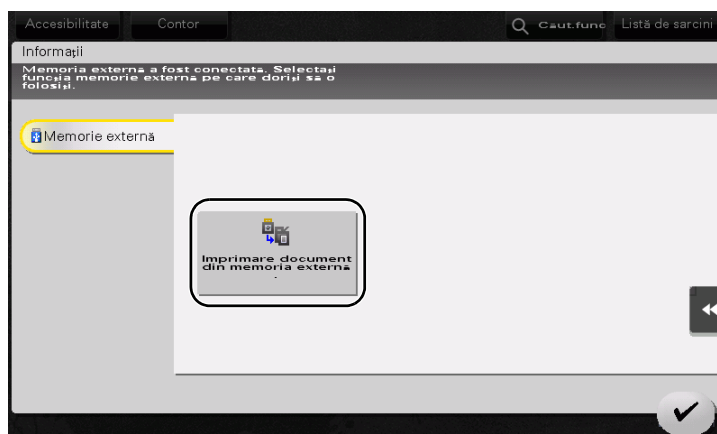 Accesibilitate Contor Căut.func Listă de sarcini
Informații
Memoria externă a fost conectată. Selectați
funcția memorie externă pe care doriți să o
folosiți.
Memorie externă
Imprimare document
din memoria externă
.